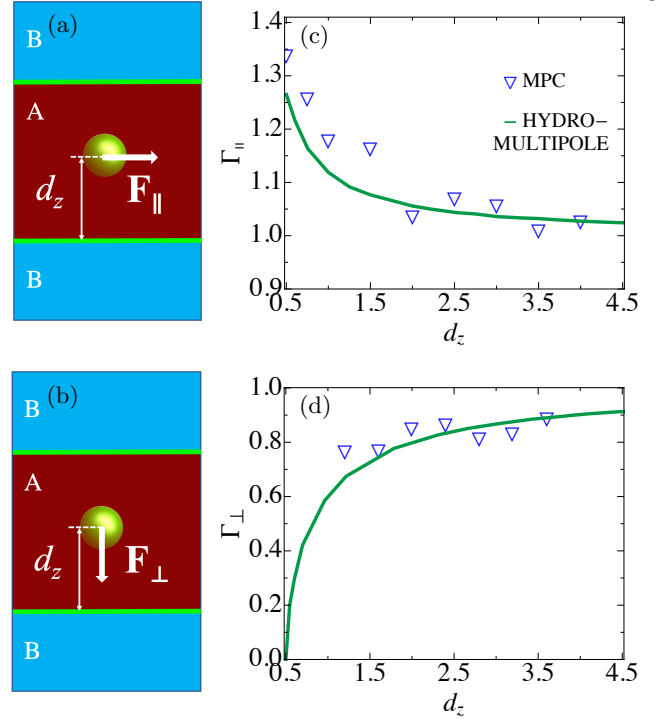 (a)
B
A
d_z
F_∥
B
(c)
1.4
1.3
1.2
1.1
1.0
0.9
Γ_∥
▽ MPC
– HYDRO–
MULTIPOLE
0.5 1.5 2.5 3.5 4.5
d_z
(b)
B
A
d_z
F_⊥
B
(d)
1.0
0.8
0.6
0.4
0.2
0.0
Γ_⊥
0.5 1.5 2.5 3.5 4.5
d_z